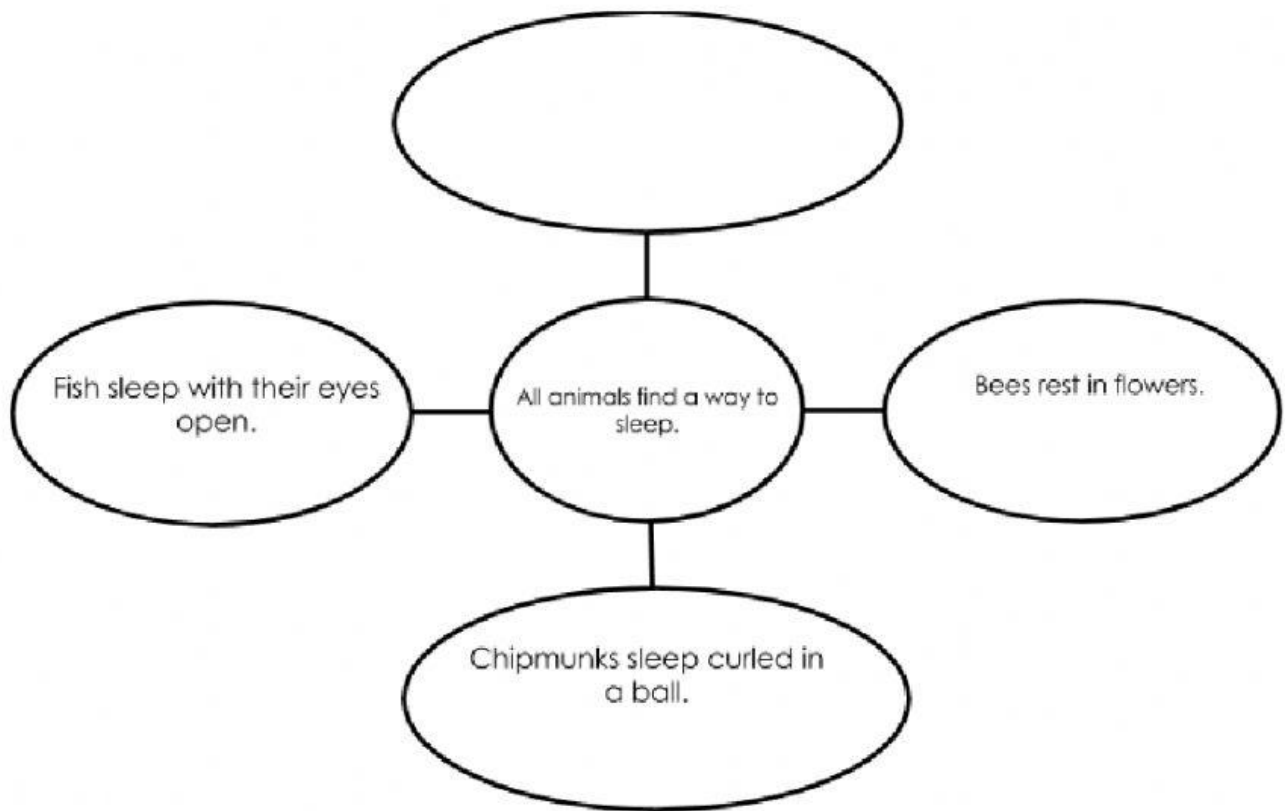 Fish sleep with their eyes
open.
All animals find a way to
sleep.
Bees rest in flowers.
Chipmunks sleep curled in
a ball.